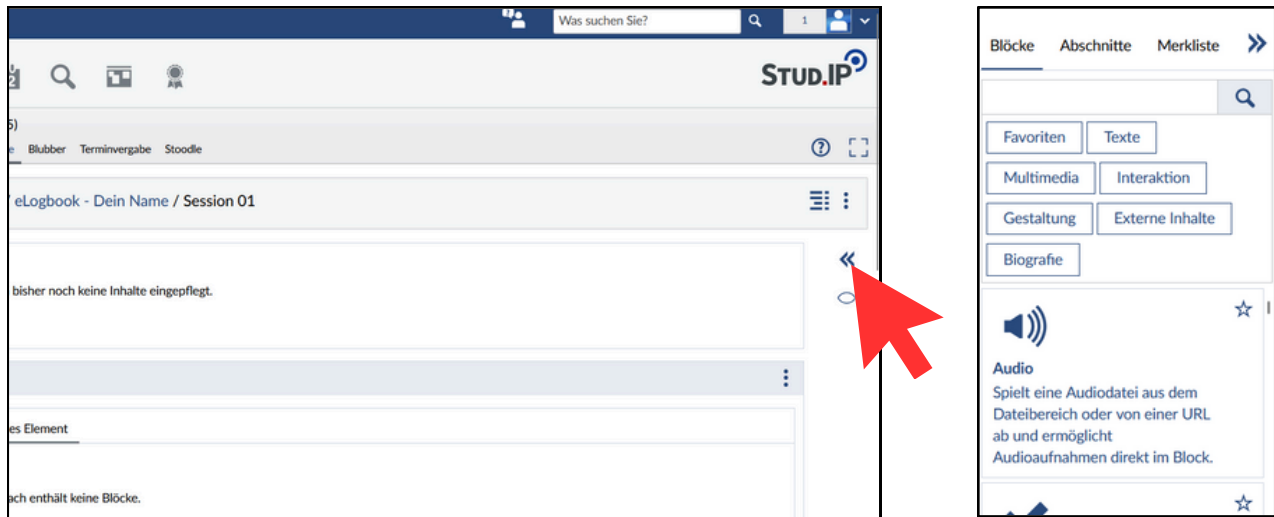 Was suchen Sie?
1
2
STUD.IP
5)
e Blubber Terminvergabe Stoodle
/ eLogbook - Dein Name / Session 01
bisher noch keine Inhalte eingepflegt.
es Element
ach enthält keine Blöcke.
Blöcke Abschnitte Merkliste
Favoriten Texte
Multimedia Interaktion
Gestaltung Externe Inhalte
Biografie
Audio
Spielt eine Audiodatei aus dem
Dateibereich oder von einer URL
ab und ermöglicht
Audioaufnahmen direkt im Block.